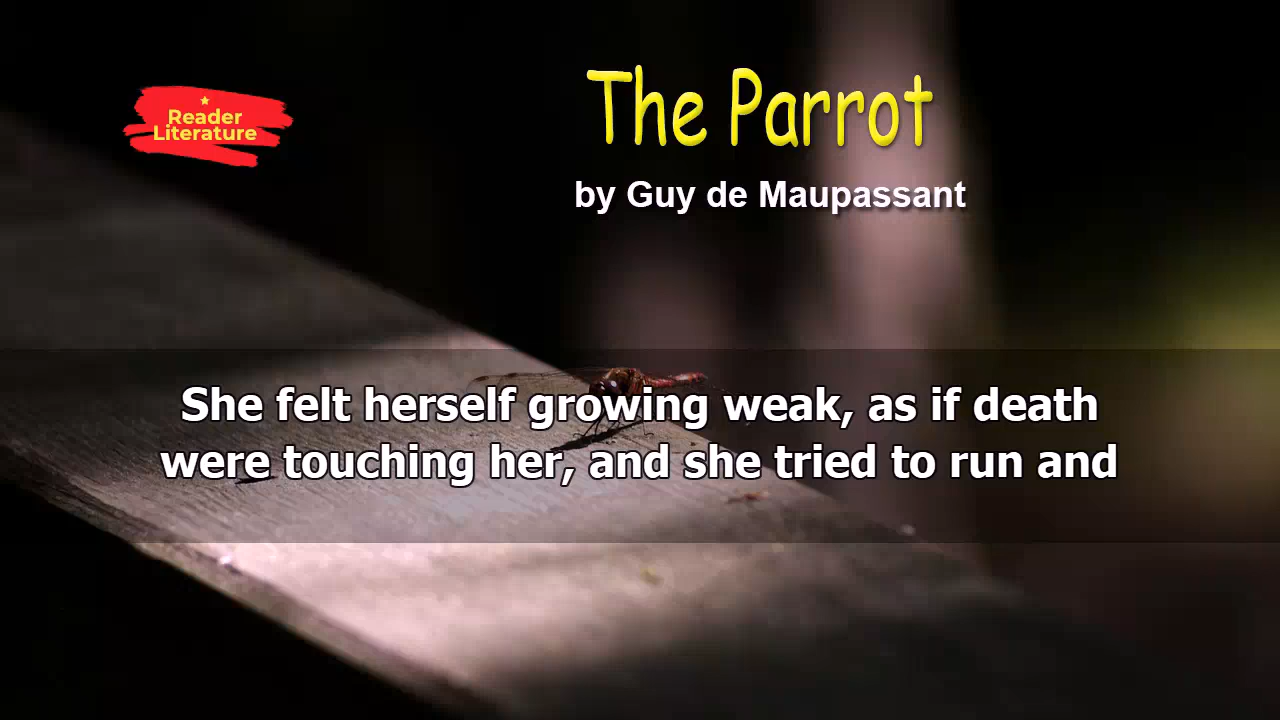 Reader
Literature
The Parrot
by Guy de Maupassant
She felt herself growing weak, as if death
were touching her, and she tried to run and